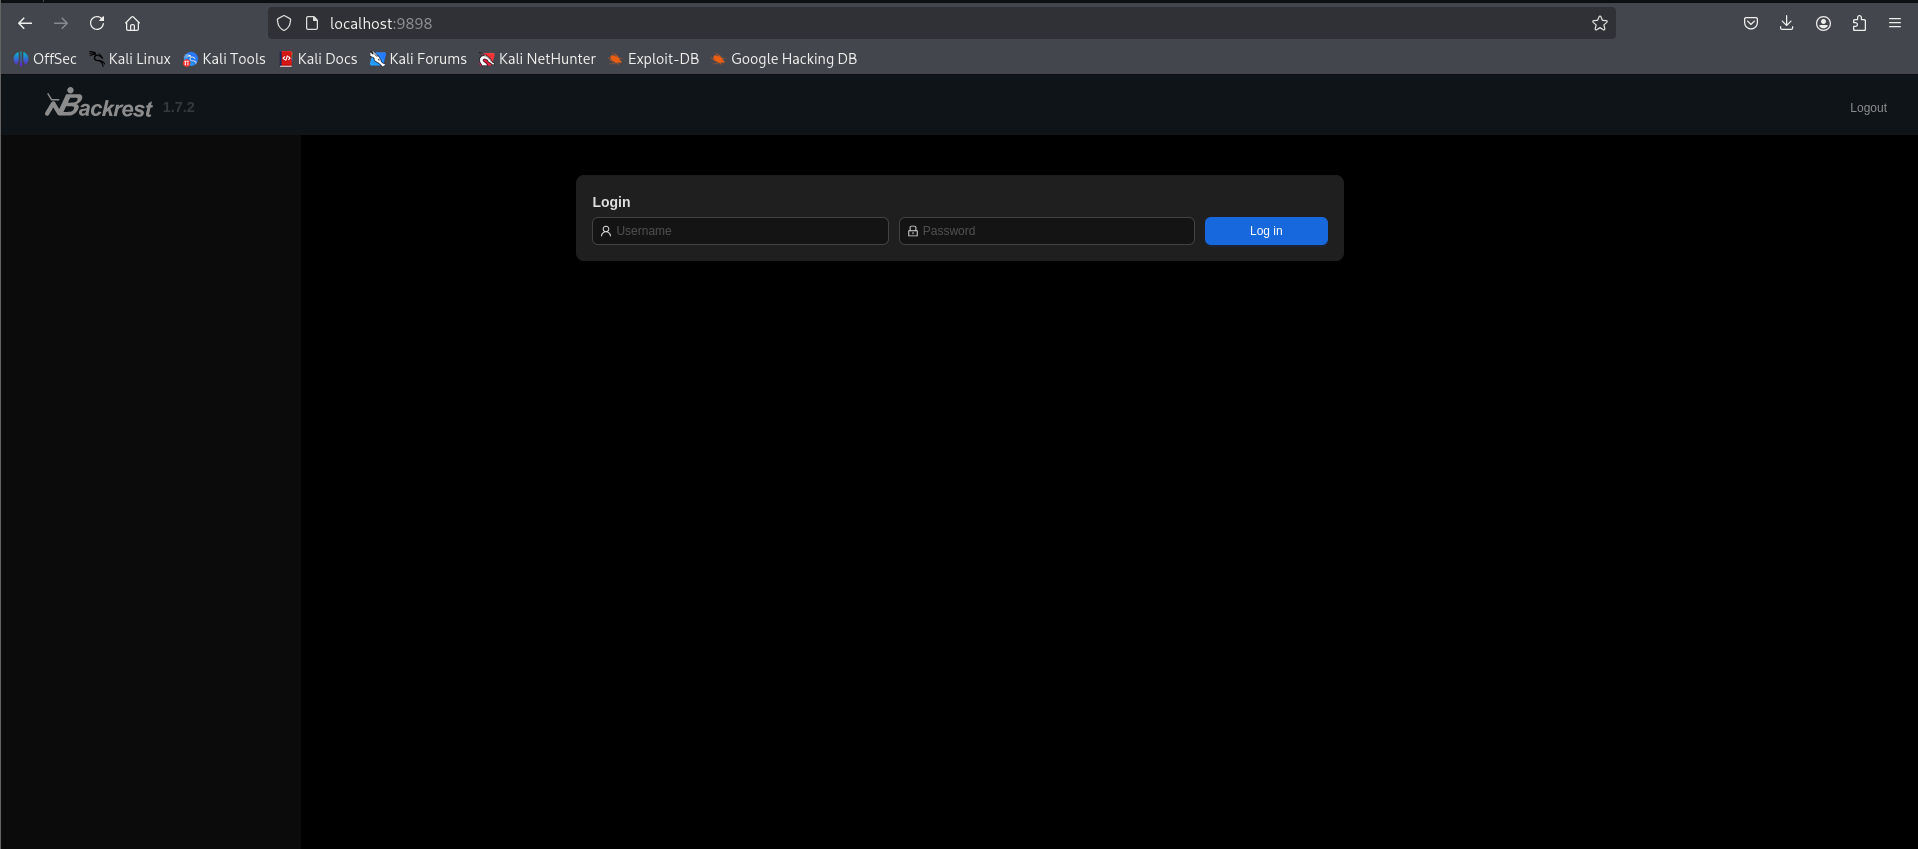 localhost:9898
OffSec Kali Linux Kali Tools Kali Docs Kali Forums Kali NetHunter Exploit-DB Google Hacking DB
Backrest 1.7.2 Logout
Login
Username Password Log in